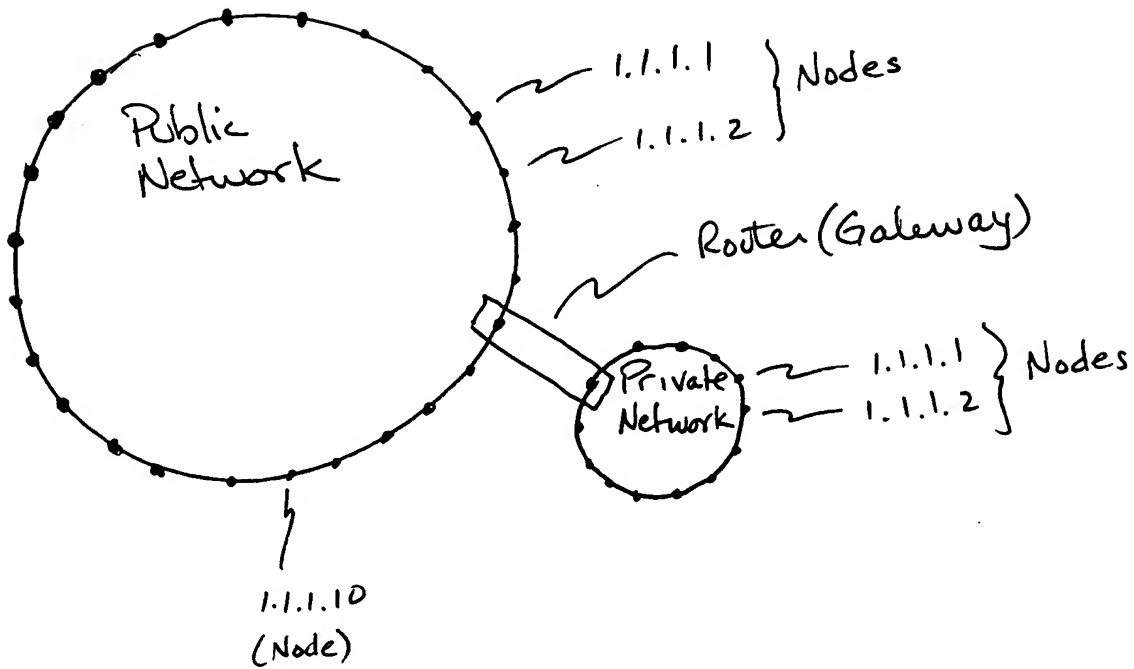 Public
Network
1.1.1.1
1.1.1.2
Nodes
Router (Gateway)
Private
Network
1.1.1.1
1.1.1.2
Nodes
1.1.1.10
(Node)